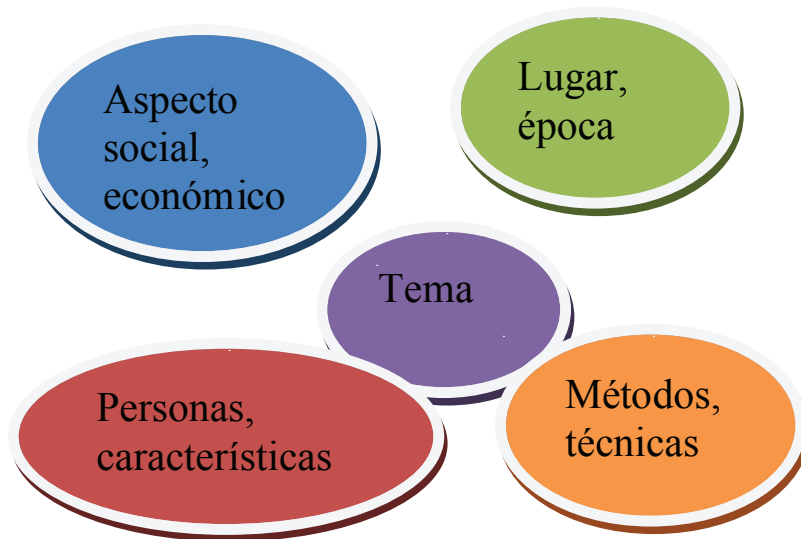 Aspecto
social,
económico
Lugar,
época
Tema
Personas,
características
Métodos,
técnicas